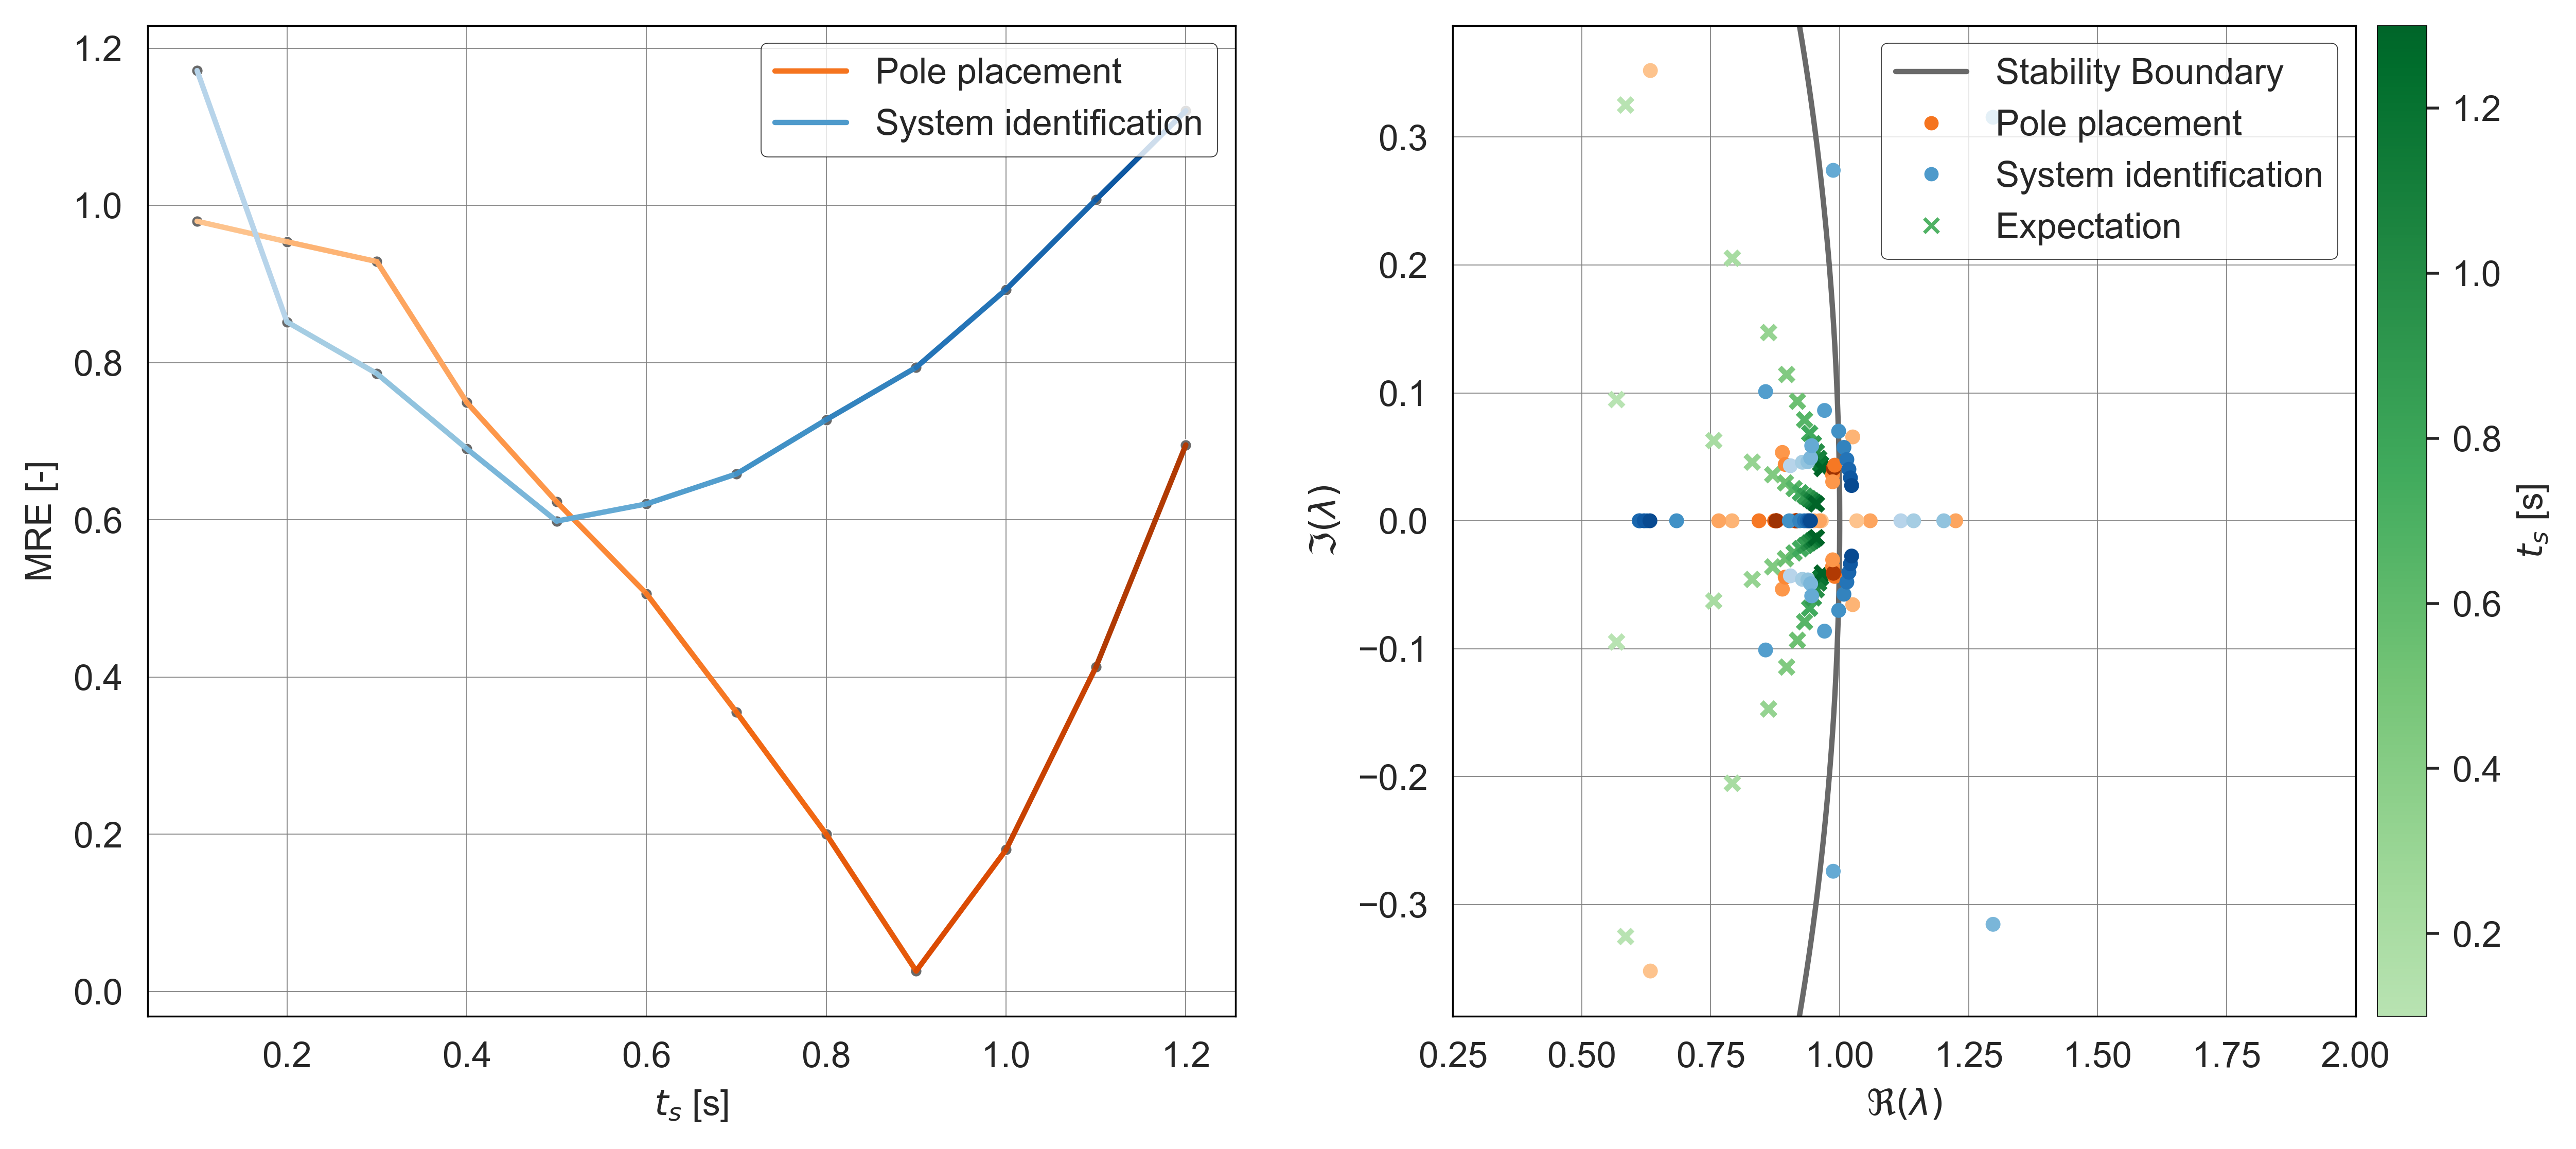 MRE [-]
1.2
1.0
0.8
0.6
0.4
0.2
0.0
0.2 0.4 0.6 0.8 1.0 1.2
t_s [s]
Pole placement
System identification
ℑ(λ)
0.3
0.2
0.1
0.0
−0.1
−0.2
−0.3
0.25 0.50 0.75 1.00 1.25 1.50 1.75 2.00
ℜ(λ)
Stability Boundary
Pole placement
System identification
Expectation
1.2
1.0
0.8
0.6
0.4
0.2
t_s [s]